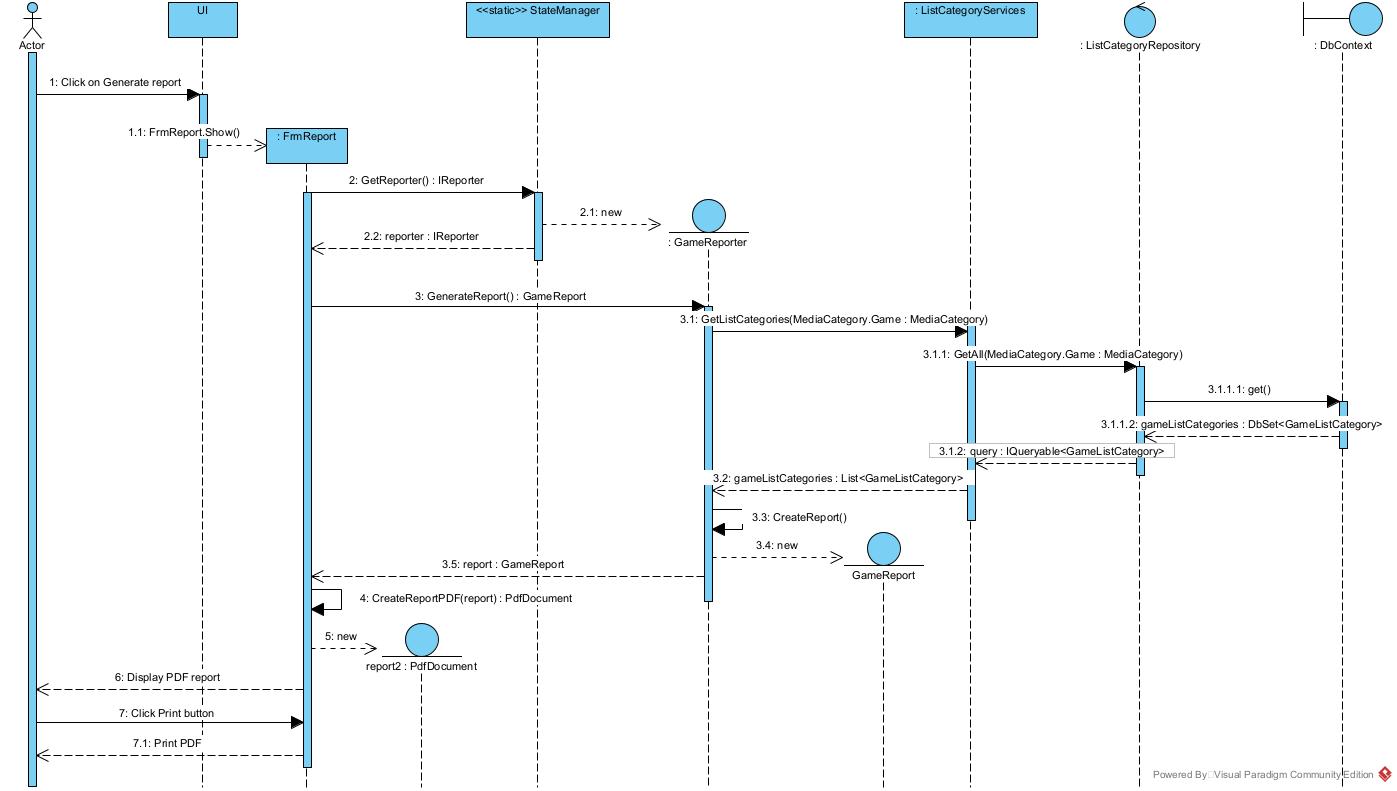 UI
<<static>> StateManager
: ListCategoryServices
Actor
: ListCategoryRepository
: DbContext
1: Click on Generate report
1.1: FrmReport.Show()
: FrmReport
2: GetReporter() : IReporter
2.1: new
2.2: reporter : IReporter
: GameReporter
3: GenerateReport() : GameReport
3.1: GetListCategories(MediaCategory.Game : MediaCategory)
3.1.1: GetAll(MediaCategory.Game : MediaCategory)
3.1.1.1: get()
3.1.1.2: gameListCategories : DbSet<GameListCategory>
3.1.2: query : IQueryable<GameListCategory>
3.2: gameListCategories : List<GameListCategory>
3.3: CreateReport()
3.4: new
3.5: report : GameReport
GameReport
4: CreateReportPDF(report) : PdfDocument
5: new
report2 : PdfDocument
6: Display PDF report
7: Click Print button
7.1: Print PDF
Powered By Visual Paradigm Community Edition